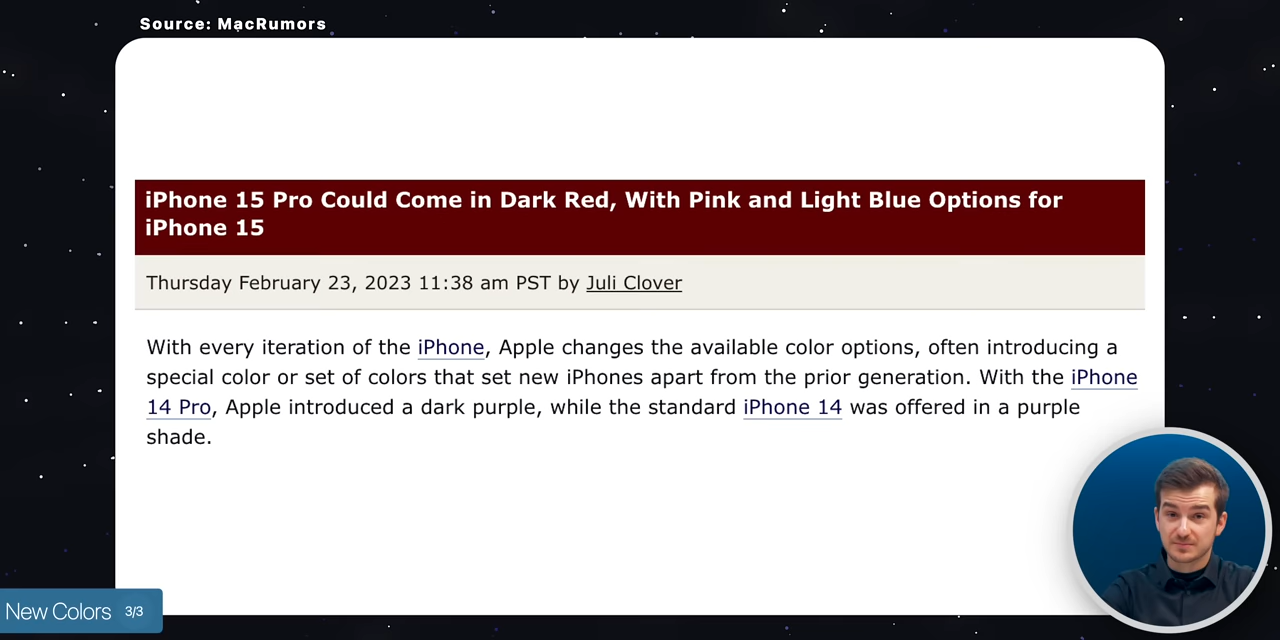 Source: MacRumors
iPhone 15 Pro Could Come in Dark Red, With Pink and Light Blue Options for
iPhone 15
Thursday February 23, 2023 11:38 am PST by Juli Clover
With every iteration of the iPhone, Apple changes the available color options, often introducing a
special color or set of colors that set new iPhones apart from the prior generation. With the iPhone
14 Pro, Apple introduced a dark purple, while the standard iPhone 14 was offered in a purple
shade.
New Colors 3/3